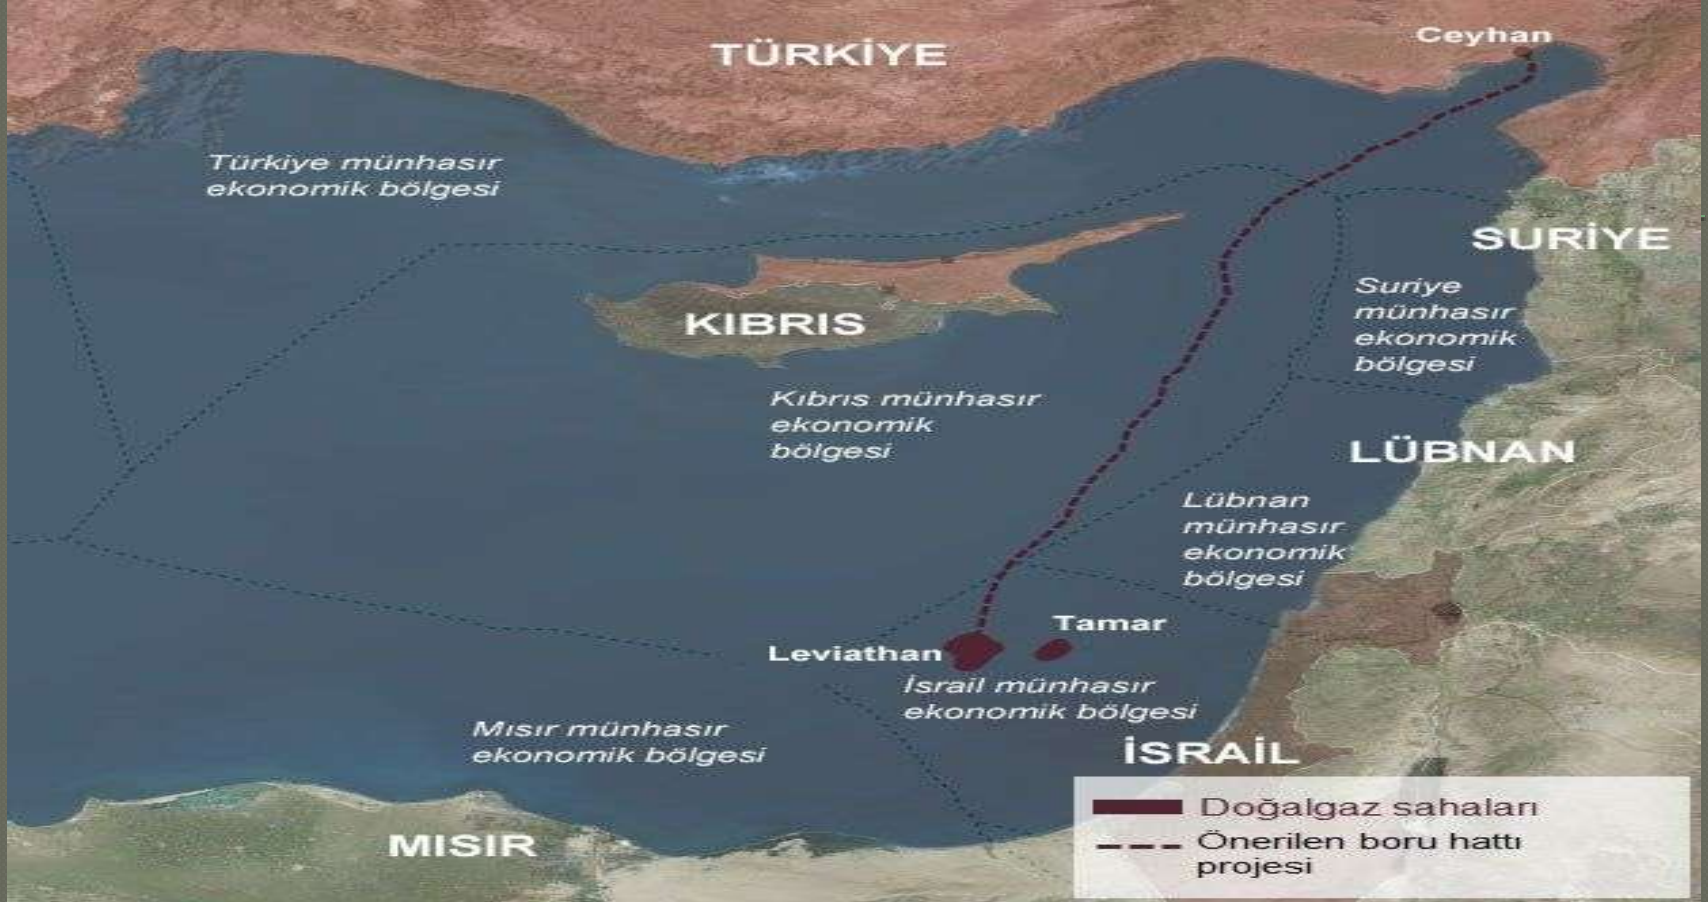 Ceyhan
TÜRKİYE
Türkiye münhasır
ekonomik bölgesi
SURİYE
Suriye
münhasır
ekonomik
bölgesi
KIBRIS
Kıbrıs münhasır
ekonomik
bölgesi
LÜBNAN
Lübnan
münhasır
ekonomik
bölgesi
Tamar
Leviathan
İsrail münhasır
ekonomik bölgesi
Mısır münhasır
ekonomik bölgesi
İSRAİL
MISIR
Doğalgaz sahaları
Önerilen boru hattı
projesi